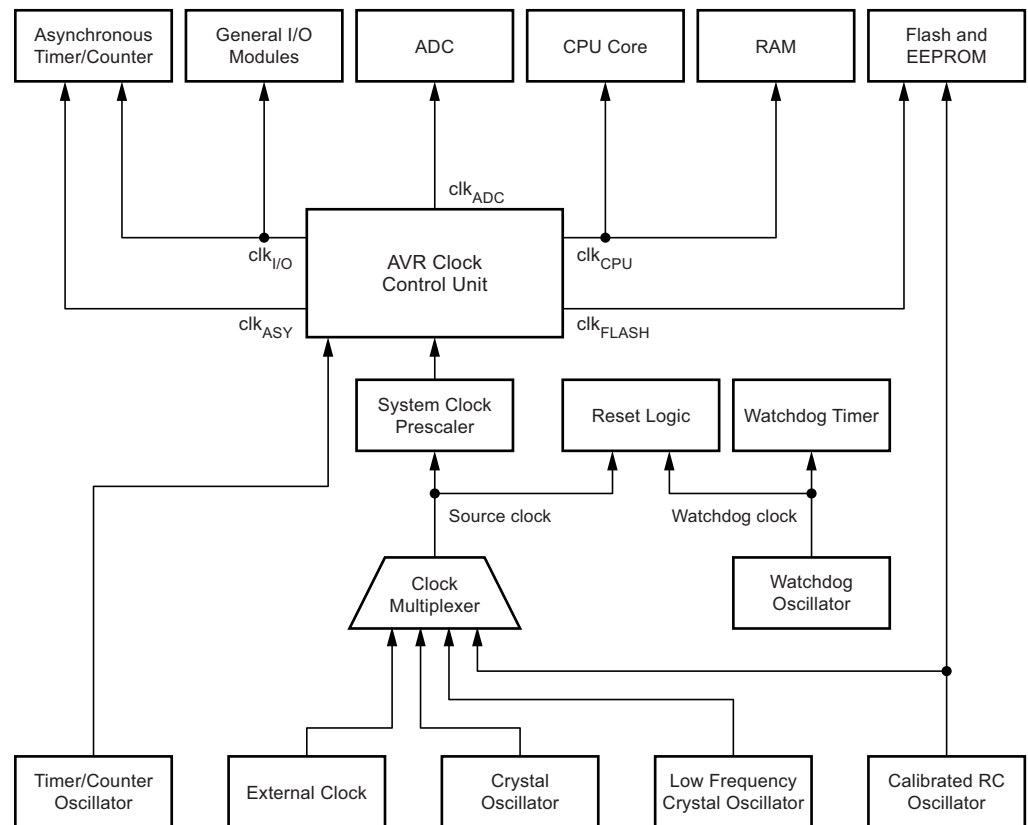 Asynchronous
Timer/Counter
General I/O
Modules
ADC
CPU Core
RAM
Flash and
EEPROM
clkADC
clkI/O
AVR Clock
Control Unit
clkCPU
clkASY
clkFLASH
System Clock
Prescaler
Reset Logic
Watchdog Timer
Source clock
Watchdog clock
Clock
Multiplexer
Watchdog
Oscillator
Timer/Counter
Oscillator
External Clock
Crystal
Oscillator
Low Frequency
Crystal Oscillator
Calibrated RC
Oscillator